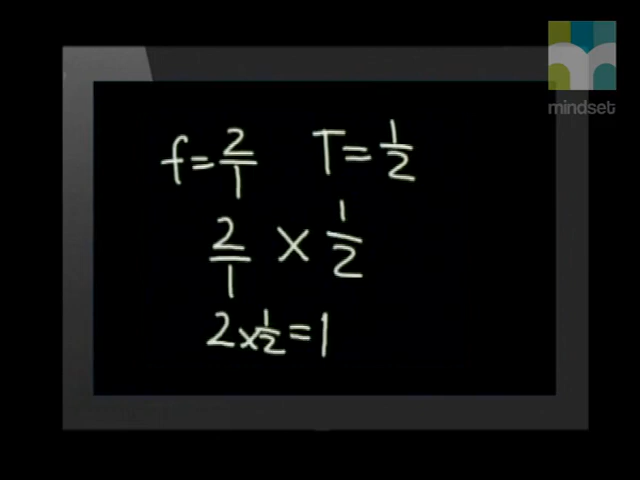 mindset
f = 2/1 T = 1/2
2/1 × 1/2
2 × 1/2 = 1